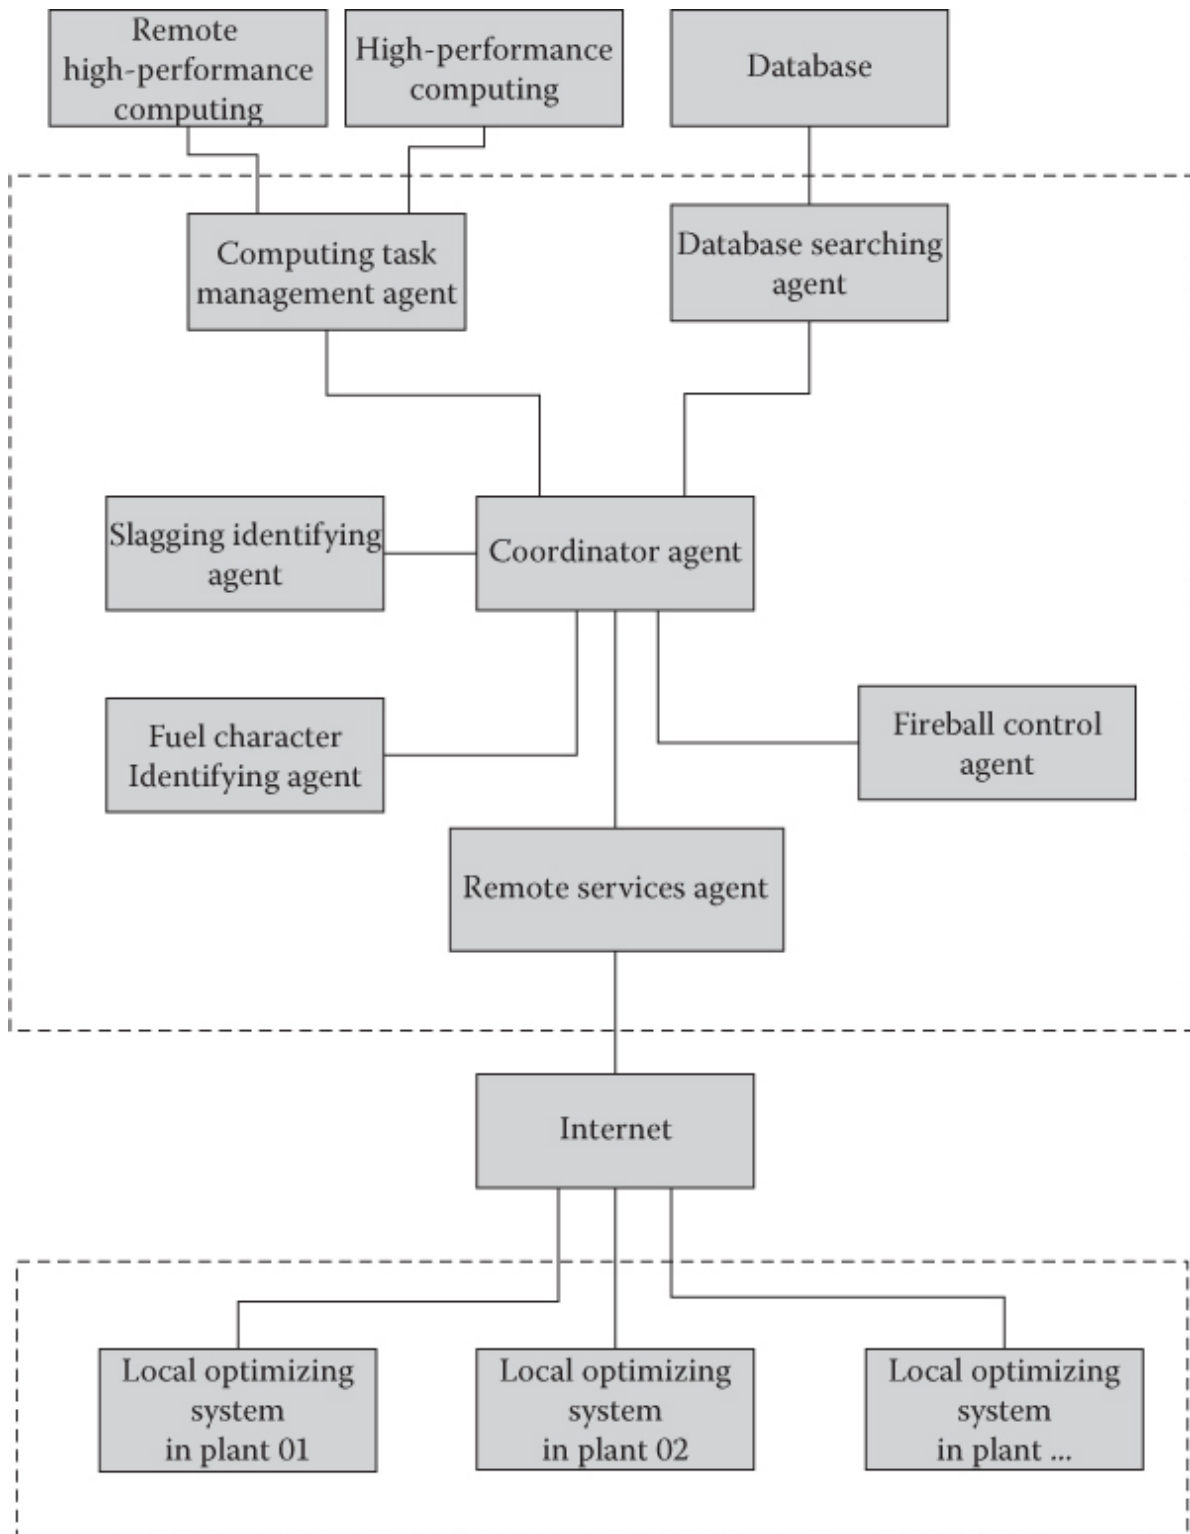 Remote
high-performance
computing
High-performance
computing
Database
Computing task
management agent
Database searching
agent
Slagging identifying
agent
Coordinator agent
Fuel character
Identifying agent
Fireball control
agent
Remote services agent
Internet
Local optimizing
system
in plant 01
Local optimizing
system
in plant 02
Local optimizing
system
in plant ...